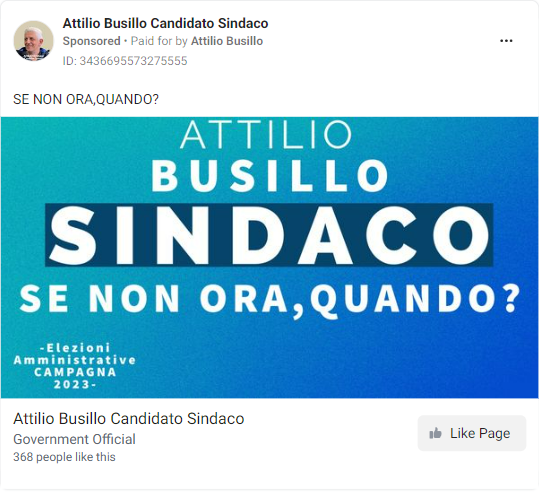 Attilio Busillo Candidato Sindaco
Sponsored • Paid for by Attilio Busillo
ID: 3436695573275555
SE NON ORA,QUANDO?
ATTILIO
BUSILLO
SINDACO
SE NON ORA,QUANDO?
-Elezioni
Amministrative
CAMPAGNA
2023-
Attilio Busillo Candidato Sindaco
Government Official
368 people like this
Like Page